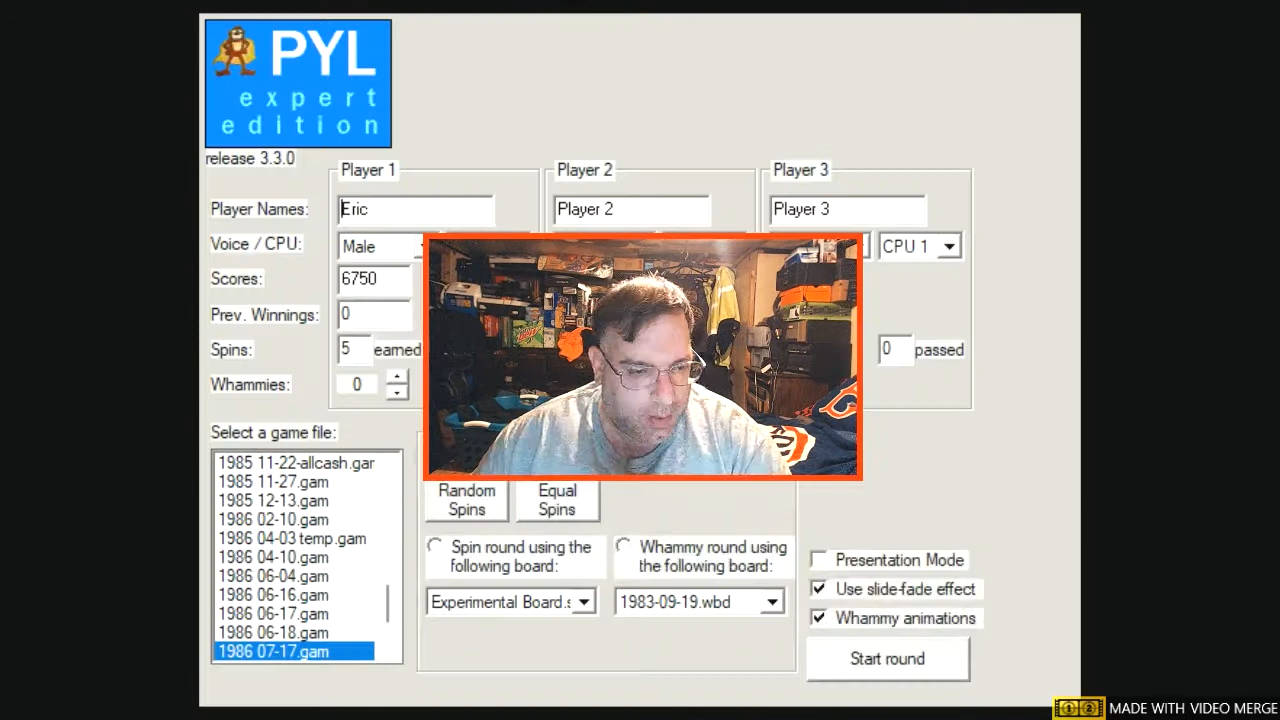 PYL
expert
edition
release 3.3.0
Player 1
Player 2
Player 3
Player Names:
Eric
Player 2
Player 3
Voice / CPU:
Male
CPU 1
Scores:
6750
Prev. Winnings:
0
Spins:
5 earned
0 passed
Whammies:
0
Select a game file:
1985 11-22-allcash.gar
1985 11-27.gam
1985 12-13.gam
1986 02-10.gam
1986 04-03 temp.gam
1986 04-10.gam
1986 06-04.gam
1986 06-16.gam
1986 06-17.gam
1986 06-18.gam
1986 07-17.gam
Random
Spins
Equal
Spins
Spin round using the
following board:
Experimental Board.s
Whammy round using
the following board:
1983-09-19.wbd
Presentation Mode
Use slide-fade effect
Whammy animations
Start round
MADE WITH VIDEO MERGE